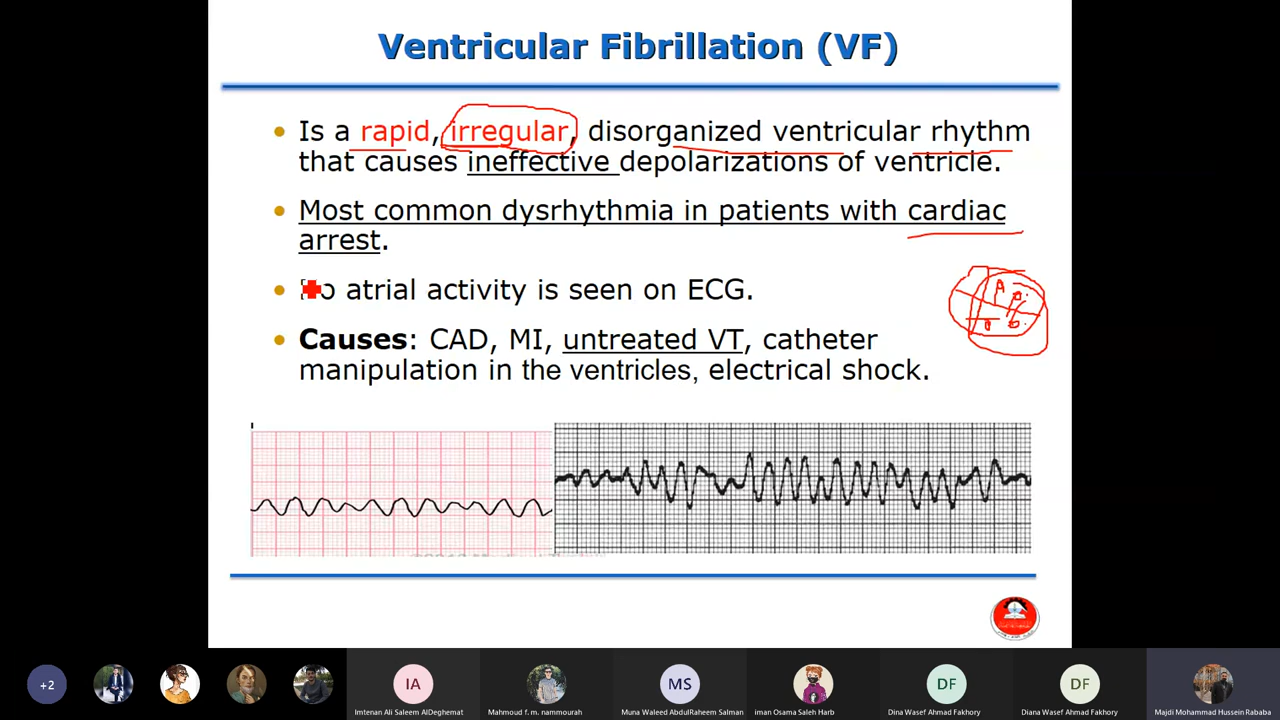 Ventricular Fibrillation (VF)
Is a rapid, irregular, disorganized ventricular rhythm
that causes ineffective depolarizations of ventricle.
Most common dysrhythmia in patients with cardiac
arrest.
atrial activity is seen on ECG.
Causes: CAD, MI, untreated VT, catheter
manipulation in the ventricles, electrical shock.
+2
IA
MS
DF
DF
Imtenan Ali Saleem AlDeghemat
Mahmoud f. m. nammourah
Muna Waleed AbdulRaheem Salman
iman Osama Saleh Harb
Dina Wasef Ahmad Fakhory
Diana Wasef Ahmad Fakhory
Majdi Mohammad Hussein Rababa